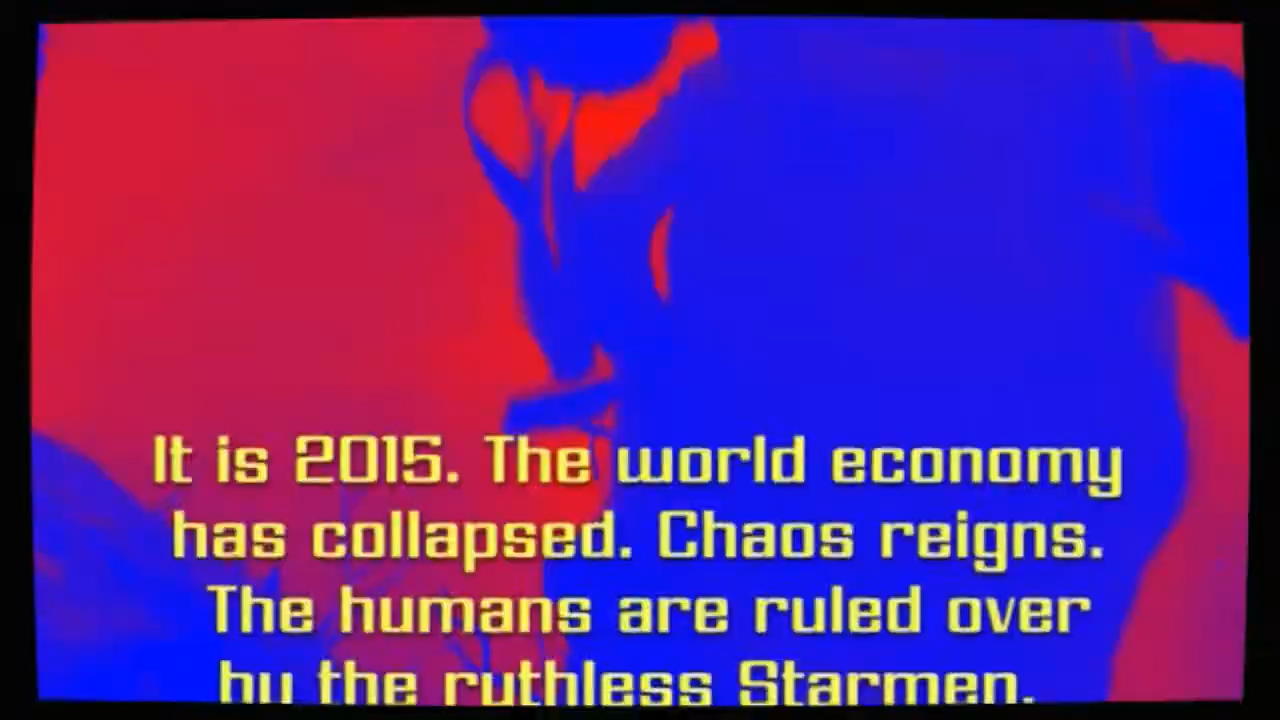 It is 2015. The world economy
has collapsed. Chaos reigns.
The humans are ruled over
by the ruthless Starmen.